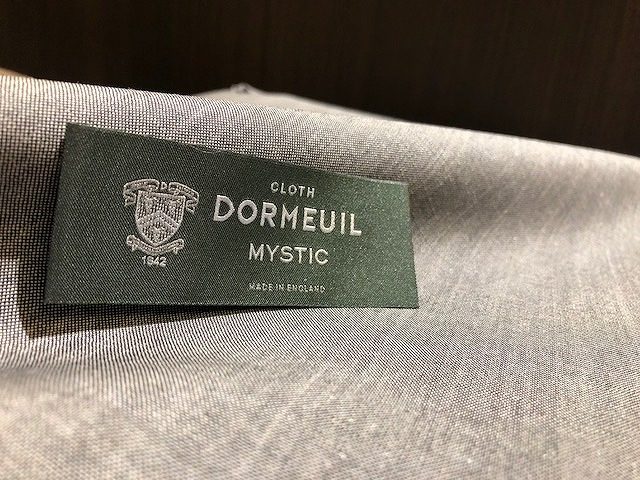 D
1842
CLOTH
DORMEUIL
MYSTIC
MADE IN ENGLAND